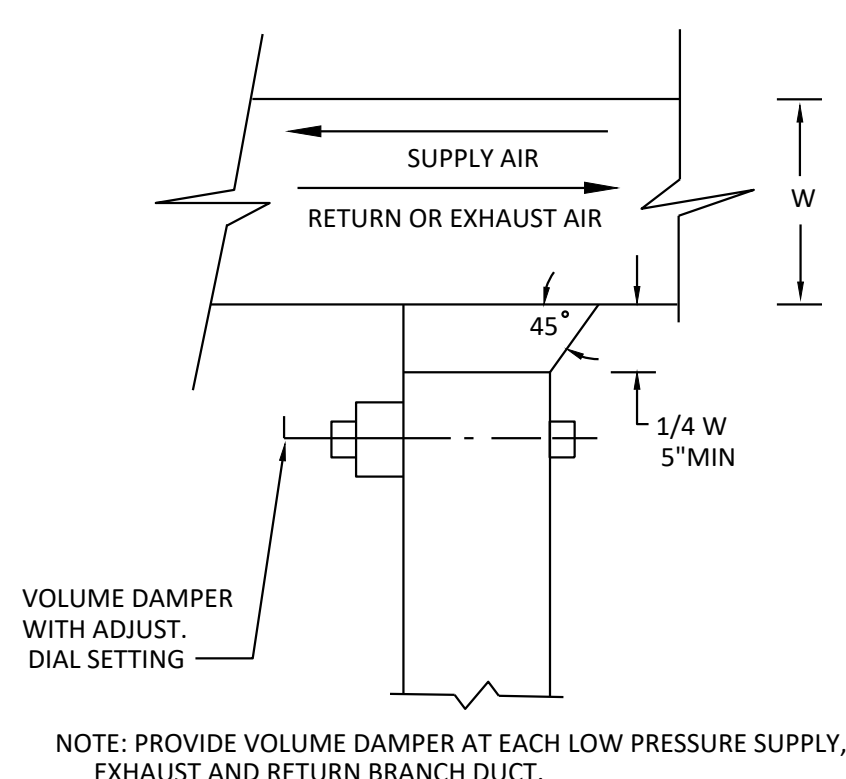 SUPPLY AIR
RETURN OR EXHAUST AIR
W
45°
1/4 W
5"MIN
VOLUME DAMPER
WITH ADJUST.
DIAL SETTING
NOTE: PROVIDE VOLUME DAMPER AT EACH LOW PRESSURE SUPPLY,
EXHAUST AND RETURN BRANCH DUCT.